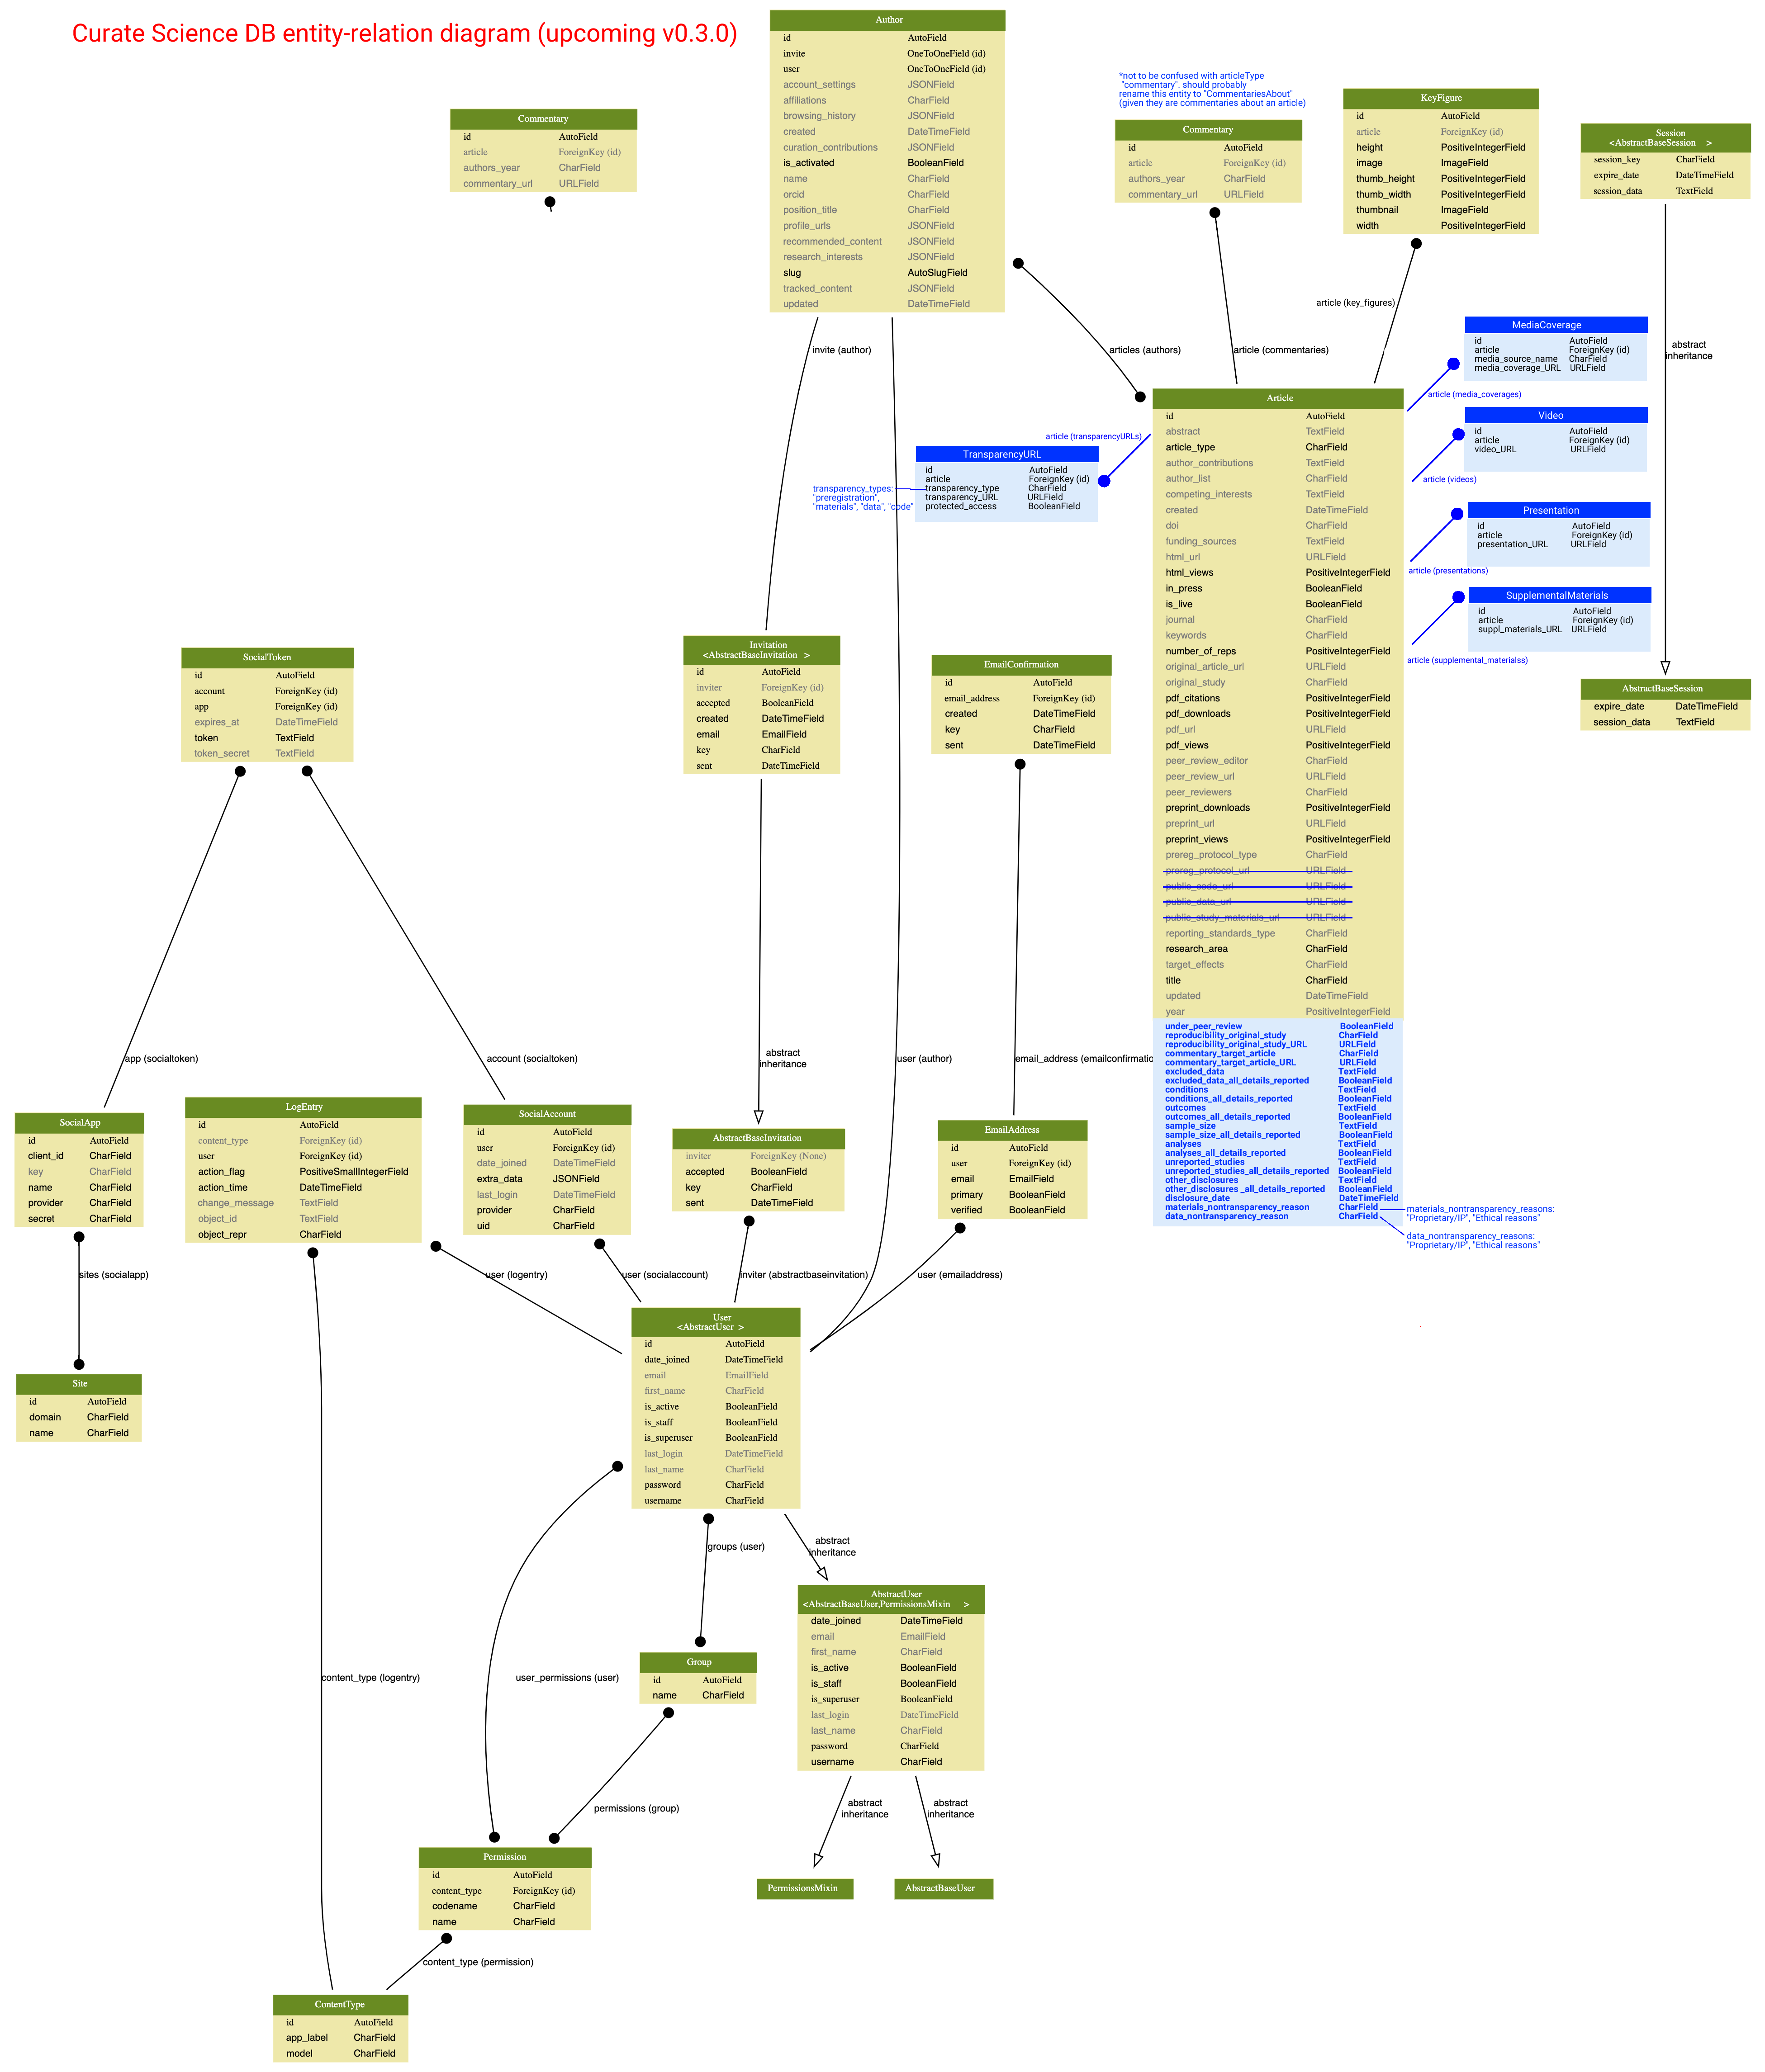 Curate Science DB entity-relation diagram (upcoming v0.3.0)
Author
id AutoField
invite OneToOneField (id)
user OneToOneField (id)
account_settings JSONField
affiliations CharField
browsing_history JSONField
created DateTimeField
curation_contributions JSONField
is_activated BooleanField
name CharField
orcid CharField
position_title CharField
profile_urls JSONField
recommended_content JSONField
research_interests JSONField
slug AutoSlugField
tracked_content JSONField
updated DateTimeField
Commentary
id AutoField
article ForeignKey (id)
authors_year CharField
commentary_url URLField
*not to be confused with articleType
"commentary". should probably
rename this entity to "CommentariesAbout"
(given they are commentaries about an article)
Commentary
id AutoField
article ForeignKey (id)
authors_year CharField
commentary_url URLField
KeyFigure
id AutoField
article ForeignKey (id)
height PositiveIntegerField
image ImageField
thumb_height PositiveIntegerField
thumb_width PositiveIntegerField
thumbnail ImageField
width PositiveIntegerField
Session
<AbstractBaseSession >
session_key CharField
expire_date DateTimeField
session_data TextField
invite (author)
articles (authors)
article (commentaries)
article (key_figures)
abstract
inheritance
MediaCoverage
id AutoField
article ForeignKey (id)
media_source_name CharField
media_coverage_URL URLField
article (media_coverages)
Video
id AutoField
article ForeignKey (id)
video_URL URLField
article (videos)
Presentation
id AutoField
article ForeignKey (id)
presentation_URL URLField
article (presentations)
SupplementalMaterials
id AutoField
article ForeignKey (id)
suppl_materials_URL URLField
article (supplemental_materialss)
article (transparencyURLs)
TransparencyURL
id AutoField
article ForeignKey (id)
transparency_type CharField
transparency_URL URLField
protected_access BooleanField
transparency_types:
"preregistration",
"materials", "data", "code"
Article
id AutoField
abstract TextField
article_type CharField
author_contributions TextField
author_list CharField
competing_interests TextField
created DateTimeField
doi CharField
funding_sources TextField
html_url URLField
html_views PositiveIntegerField
in_press BooleanField
is_live BooleanField
journal CharField
keywords CharField
number_of_reps PositiveIntegerField
original_article_url URLField
original_study CharField
pdf_citations PositiveIntegerField
pdf_downloads PositiveIntegerField
pdf_url URLField
pdf_views PositiveIntegerField
peer_review_editor CharField
peer_review_url URLField
peer_reviewers CharField
preprint_downloads PositiveIntegerField
preprint_url URLField
preprint_views PositiveIntegerField
prereg_protocol_type CharField
prereg_protocol_url URLField
public_code_url URLField
public_data_url URLField
public_study_materials_url URLField
reporting_standards_type CharField
research_area CharField
target_effects CharField
title CharField
updated DateTimeField
year PositiveIntegerField
under_peer_review BooleanField
reproducibility_original_study CharField
reproducibility_original_study_URL URLField
commentary_target_article CharField
commentary_target_article_URL URLField
excluded_data TextField
excluded_data_all_details_reported BooleanField
conditions TextField
conditions_all_details_reported BooleanField
outcomes TextField
outcomes_all_details_reported BooleanField
sample_size TextField
sample_size_all_details_reported BooleanField
analyses TextField
analyses_all_details_reported BooleanField
unreported_studies TextField
unreported_studies_all_details_reported BooleanField
other_disclosures TextField
other_disclosures _all_details_reported BooleanField
disclosure_date DateTimeField
materials_nontransparency_reason CharField
data_nontransparency_reason CharField
materials_nontransparency_reasons:
"Proprietary/IP", "Ethical reasons"
data_nontransparency_reasons:
"Proprietary/IP", "Ethical reasons"
AbstractBaseSession
expire_date DateTimeField
session_data TextField
SocialToken
id AutoField
account ForeignKey (id)
app ForeignKey (id)
expires_at DateTimeField
token TextField
token_secret TextField
Invitation
<AbstractBaseInvitation >
id AutoField
inviter ForeignKey (id)
accepted BooleanField
created DateTimeField
email EmailField
key CharField
sent DateTimeField
EmailConfirmation
id AutoField
email_address ForeignKey (id)
created DateTimeField
key CharField
sent DateTimeField
app (socialtoken)
account (socialtoken)
abstract
inheritance
user (author)
email_address (emailconfirmatio
SocialApp
id AutoField
client_id CharField
key CharField
name CharField
provider CharField
secret CharField
LogEntry
id AutoField
content_type ForeignKey (id)
user ForeignKey (id)
action_flag PositiveSmallIntegerField
action_time DateTimeField
change_message TextField
object_id TextField
object_repr CharField
SocialAccount
id AutoField
user ForeignKey (id)
date_joined DateTimeField
extra_data JSONField
last_login DateTimeField
provider CharField
uid CharField
AbstractBaseInvitation
inviter ForeignKey (None)
accepted BooleanField
key CharField
sent DateTimeField
EmailAddress
id AutoField
user ForeignKey (id)
email EmailField
primary BooleanField
verified BooleanField
sites (socialapp)
user (logentry)
user (socialaccount)
inviter (abstractbaseinvitation)
user (emailaddress)
Site
id AutoField
domain CharField
name CharField
User
<AbstractUser >
id AutoField
date_joined DateTimeField
email EmailField
first_name CharField
is_active BooleanField
is_staff BooleanField
is_superuser BooleanField
last_login DateTimeField
last_name CharField
password CharField
username CharField
groups (user)
abstract
inheritance
content_type (logentry)
user_permissions (user)
Group
id AutoField
name CharField
AbstractUser
<AbstractBaseUser,PermissionsMixin >
date_joined DateTimeField
email EmailField
first_name CharField
is_active BooleanField
is_staff BooleanField
is_superuser BooleanField
last_login DateTimeField
last_name CharField
password CharField
username CharField
permissions (group)
abstract
inheritance
abstract
inheritance
Permission
id AutoField
content_type ForeignKey (id)
codename CharField
name CharField
PermissionsMixin
AbstractBaseUser
content_type (permission)
ContentType
id AutoField
app_label CharField
model CharField